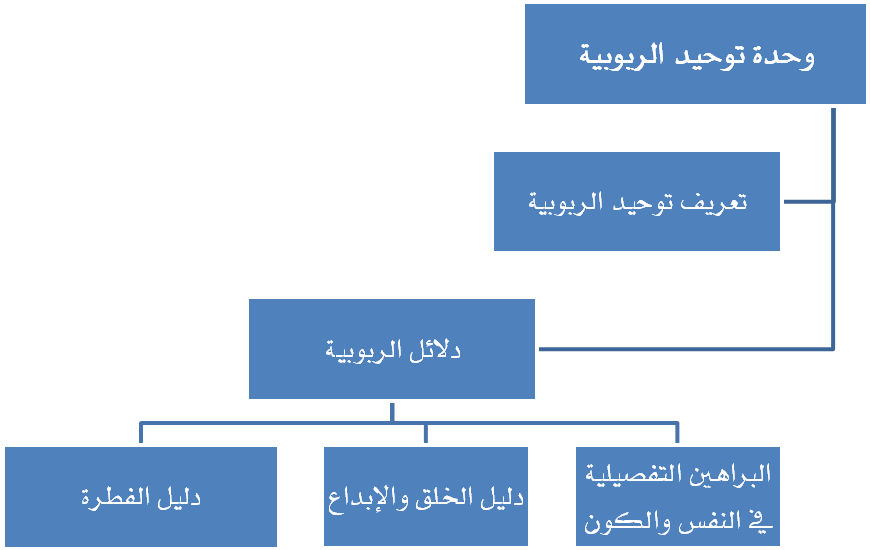 وحدة توحيد الربوبية
تعريف توحيد الربوبية
دلائل الربوبية
البراهين التفصيلية
في النفس والكون
دليل الخلق والإبداع
دليل الفطرة